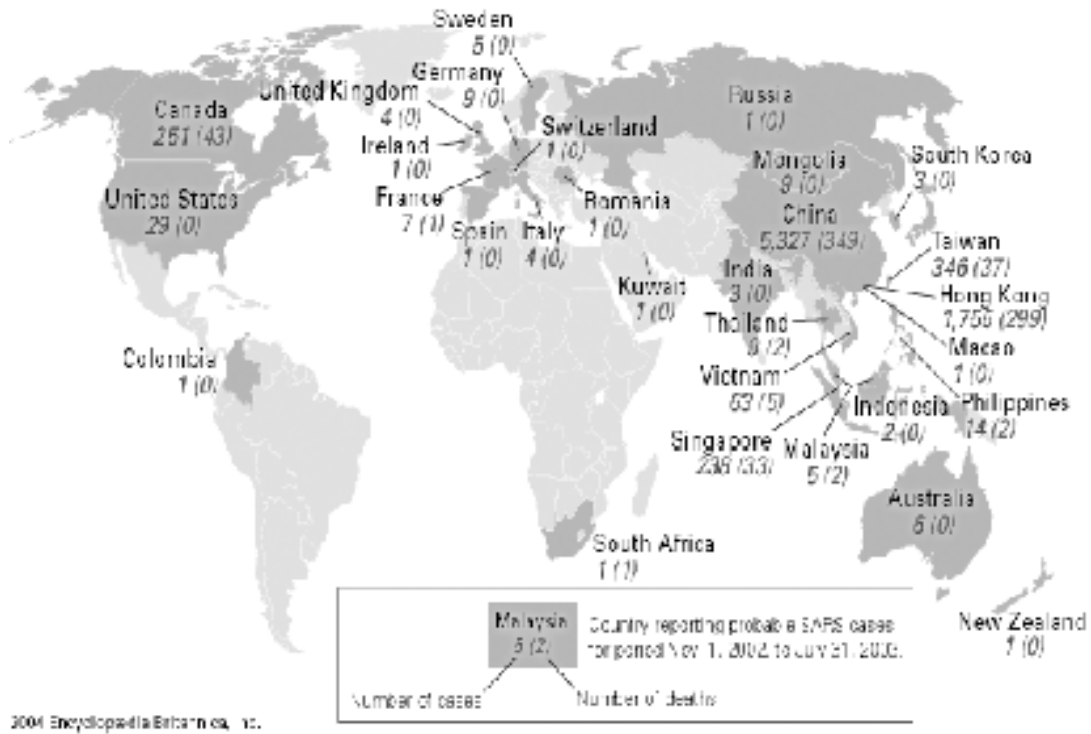 Sweden
5 (0)
Germany
9 (0)
United Kingdom
4 (0)
Canada
251 (43)
Ireland
1 (0)
Switzerland
1 (0)
Russia
1 (0)
South Korea
3 (0)
Mongolia
9 (0)
United States
29 (0)
France
7 (1)
Spain
1 (0)
Italy
4 (0)
Romania
1 (0)
China
5,327 (349)
Taiwan
346 (37)
India
3 (0)
Kuwait
1 (0)
Hong Kong
1,755 (299)
Thailand
9 (2)
Macao
1 (0)
Colombia
1 (0)
Vietnam
63 (5)
Indonesia
2 (0)
Philippines
14 (2)
Singapore
238 (33)
Malaysia
5 (2)
Australia
6 (0)
South Africa
1 (1)
New Zealand
1 (0)
Malaysia
5 (2)
Country reporting probable SARS cases
for period Nov. 1, 2002, to July 31, 2003.
Number of cases
Number of deaths
2004 Encyclopædia Britannica, Inc.